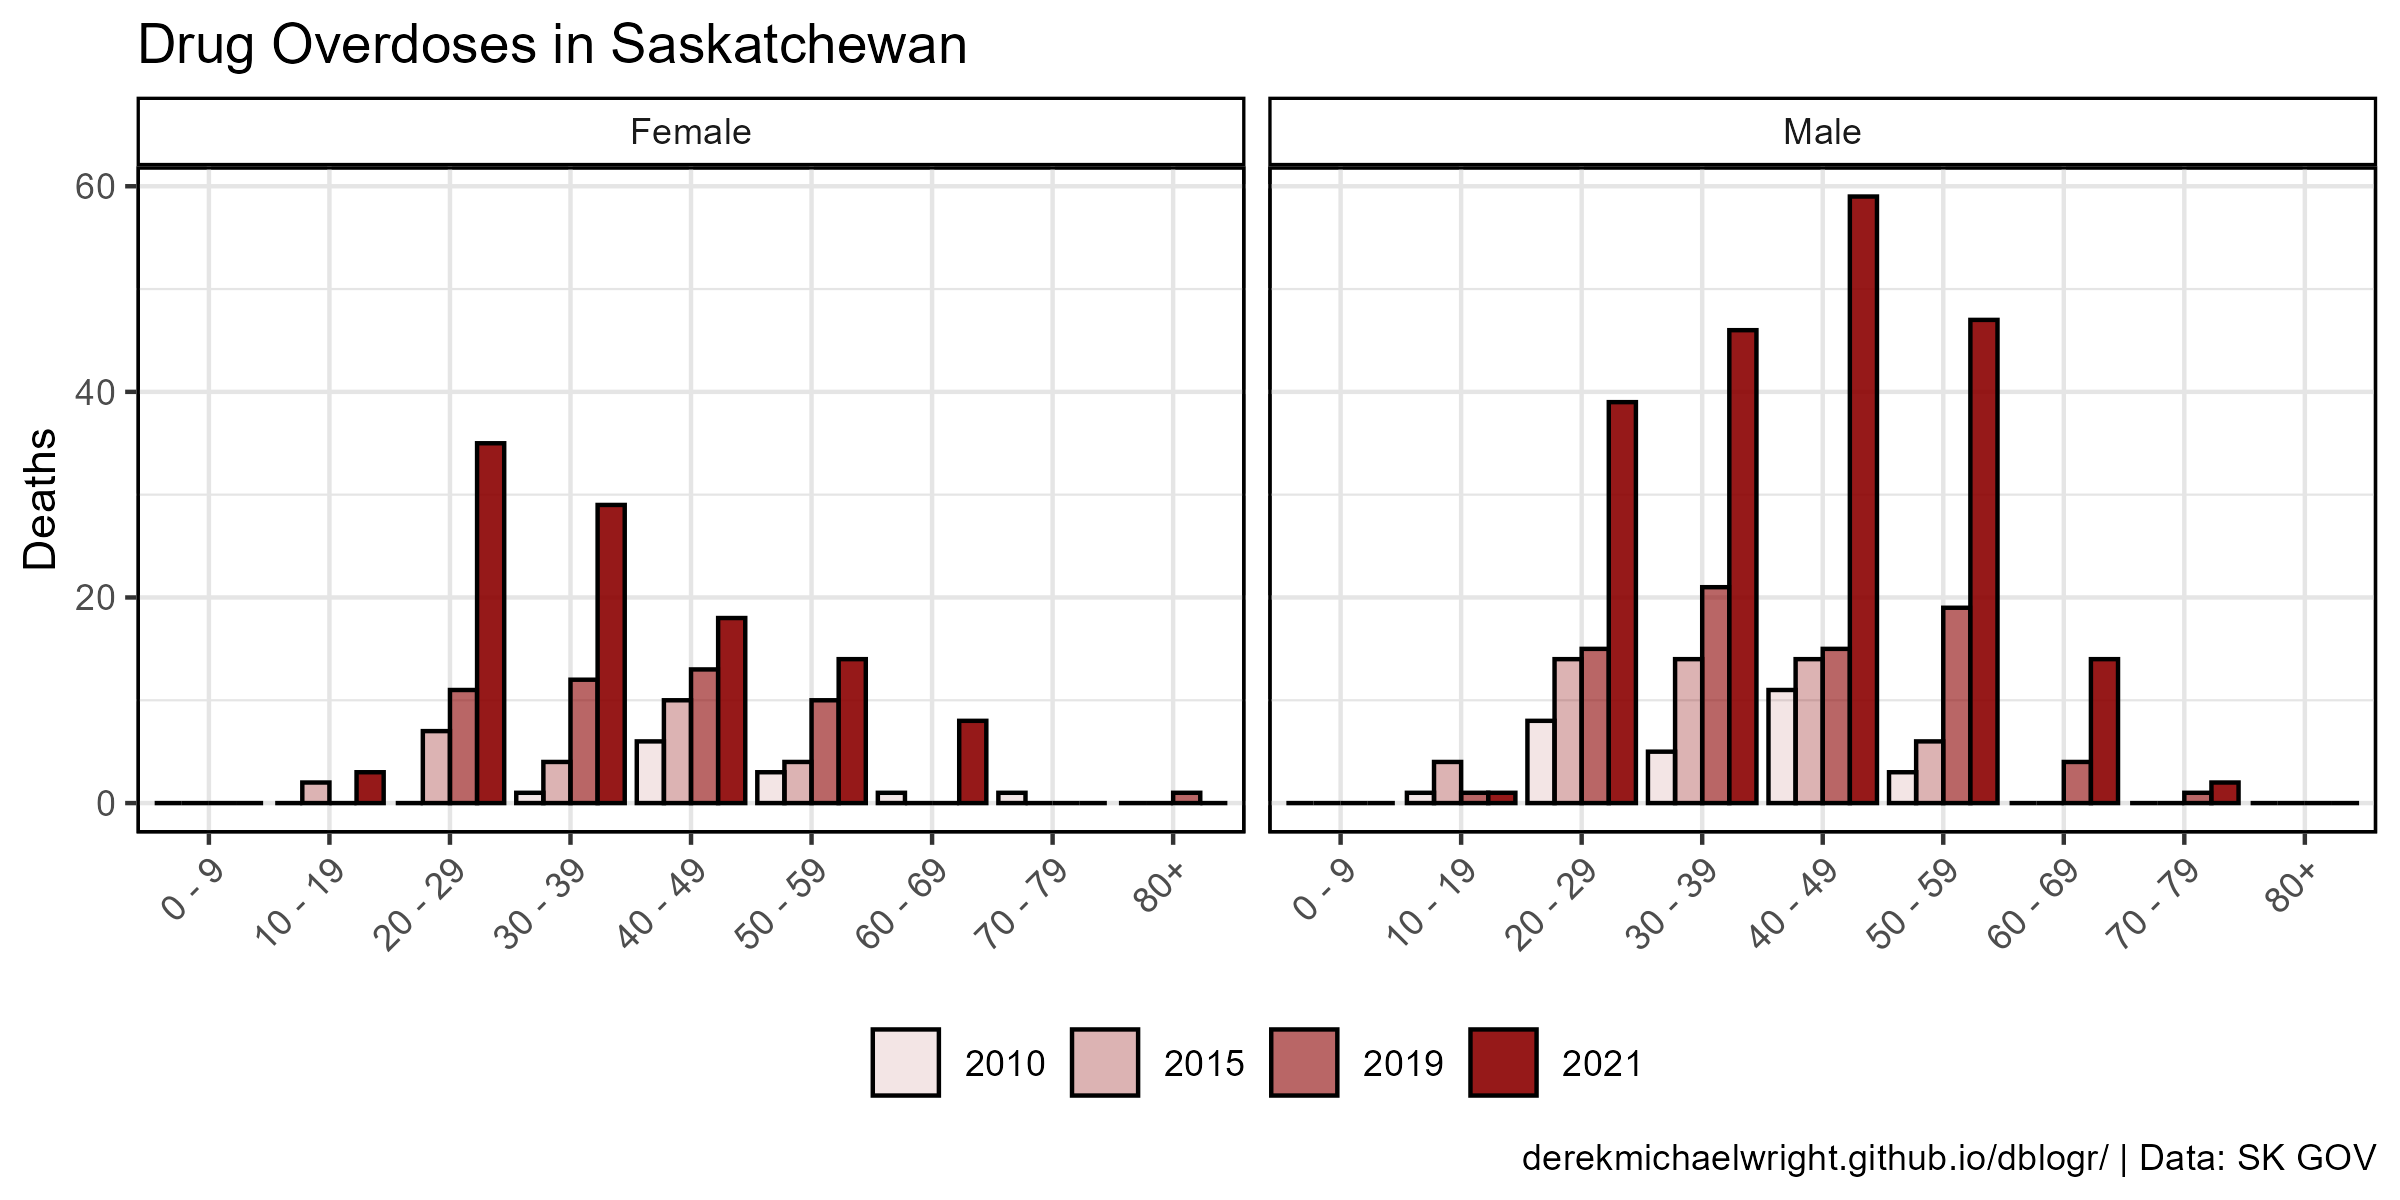 Drug Overdoses in Saskatchewan
Female
Male
Deaths
60
40
20
0
0 - 9
10 - 19
20 - 29
30 - 39
40 - 49
50 - 59
60 - 69
70 - 79
80+
0 - 9
10 - 19
20 - 29
30 - 39
40 - 49
50 - 59
60 - 69
70 - 79
80+
2010
2015
2019
2021
derekmichaelwright.github.io/dblogr/ | Data: SK GOV